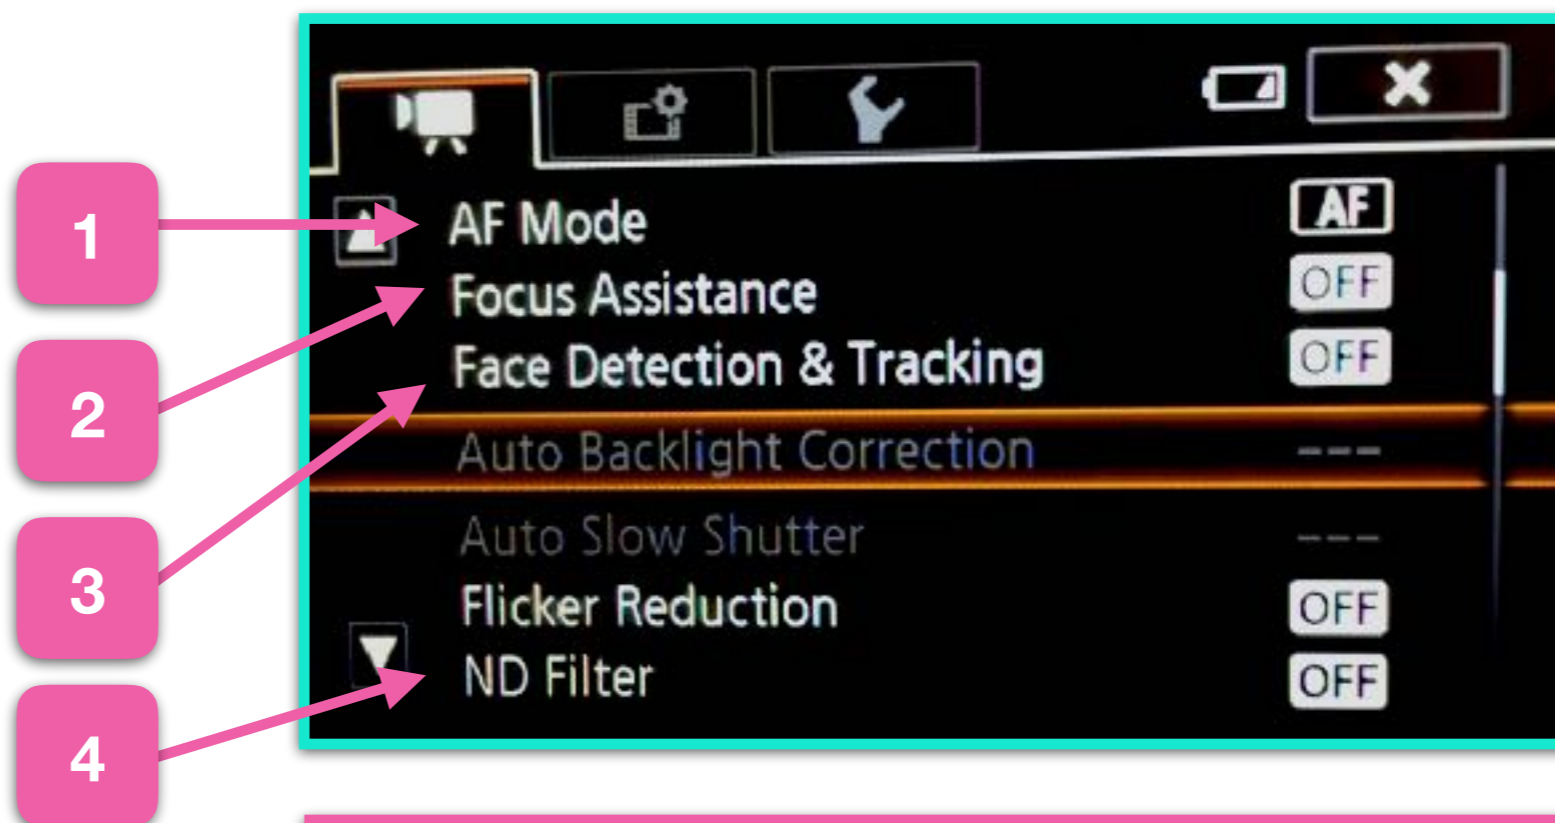 1
AF Mode AF
2
Focus Assistance OFF
Face Detection & Tracking OFF
Auto Backlight Correction ---
Auto Slow Shutter ---
3
Flicker Reduction OFF
ND Filter OFF
4